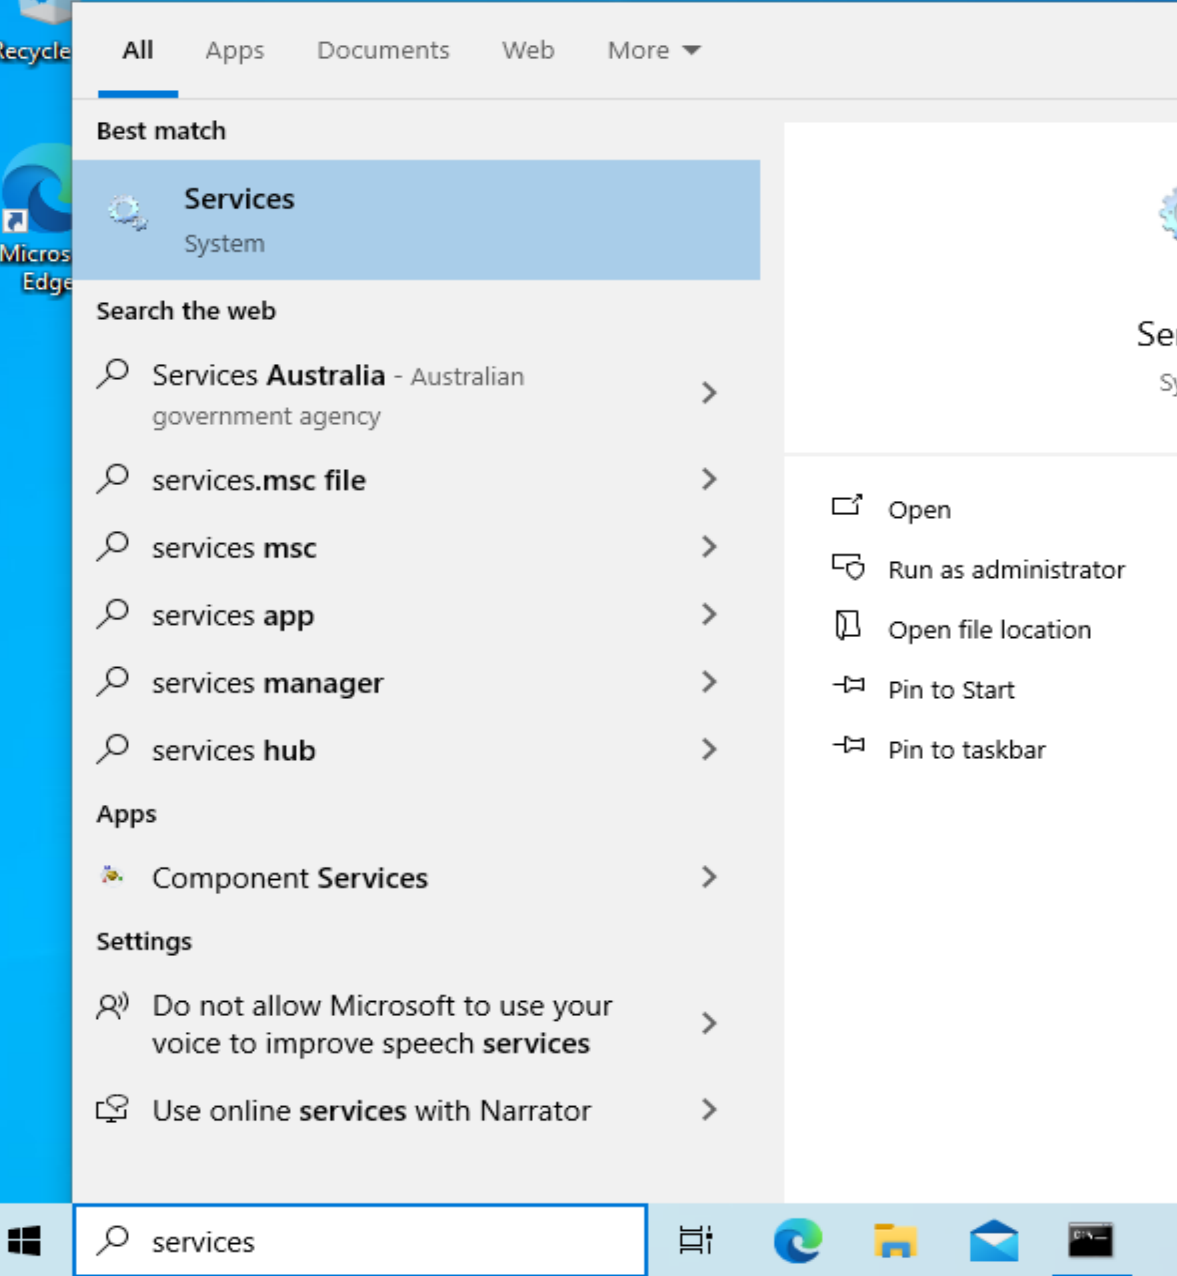 Recycle
Micros
Edge
All Apps Documents Web More
Best match
Services
System
Search the web
Services Australia - Australian
government agency
services.msc file
services msc
services app
services manager
services hub
Apps
Component Services
Settings
Do not allow Microsoft to use your
voice to improve speech services
Use online services with Narrator
Ser
Sy
Open
Run as administrator
Open file location
Pin to Start
Pin to taskbar
services